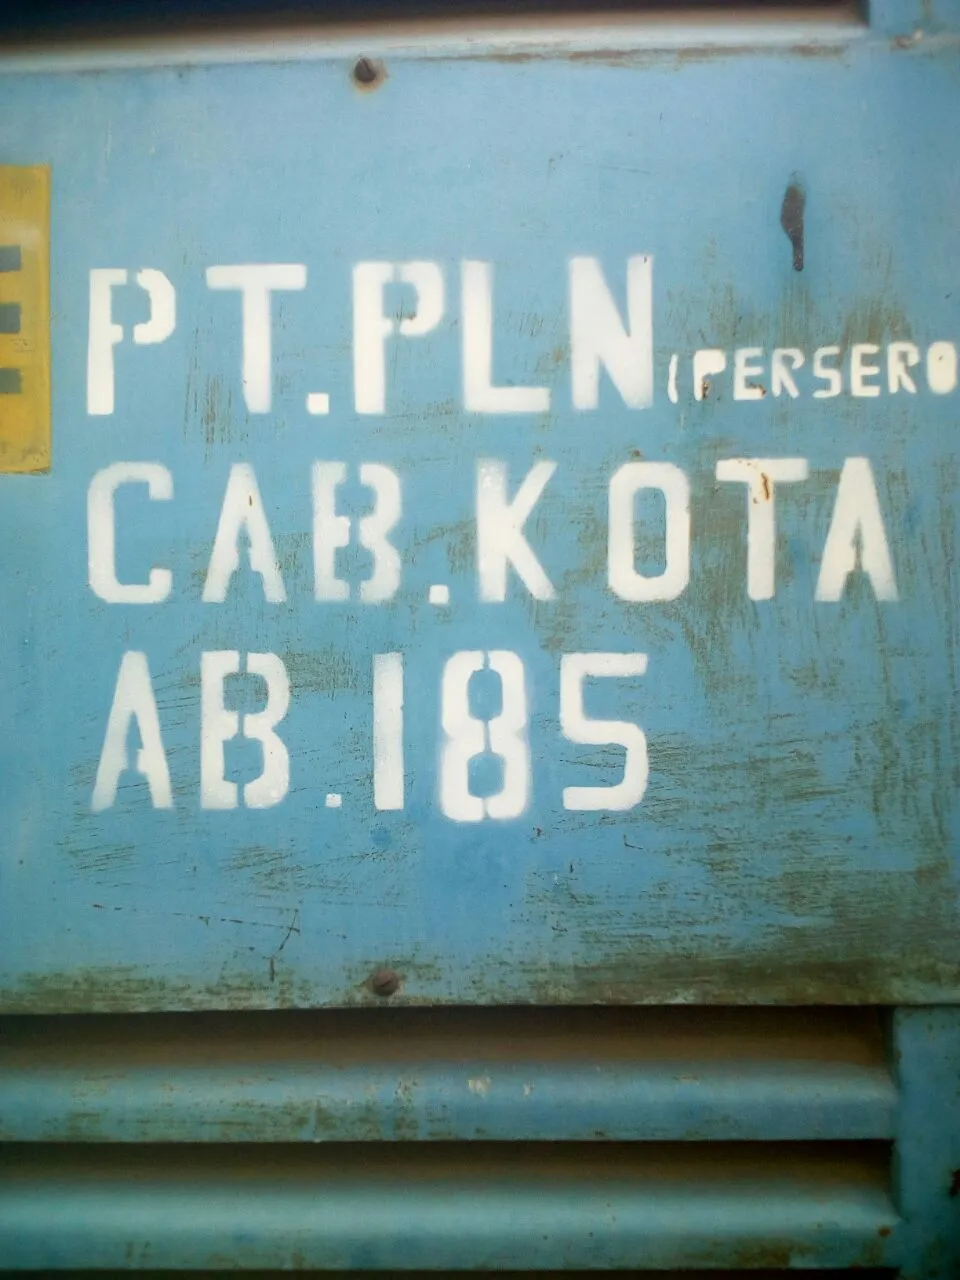 PT.PLN (PERSERO
CAB.KOTA
AB.185